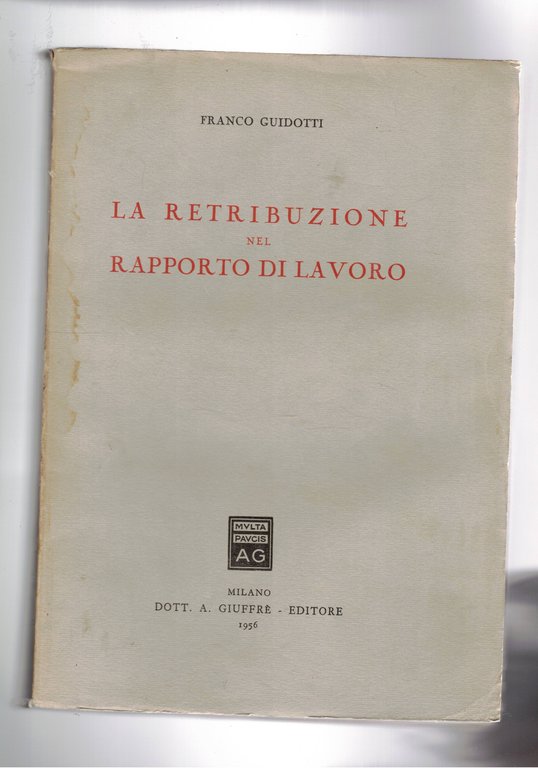 FRANCO GUIDOTTI
LA RETRIBUZIONE
NEL
RAPPORTO DI LAVORO
MVLTA
PAVCIS
AG
MILANO
DOTT. A. GIUFFRÈ - EDITORE
1956